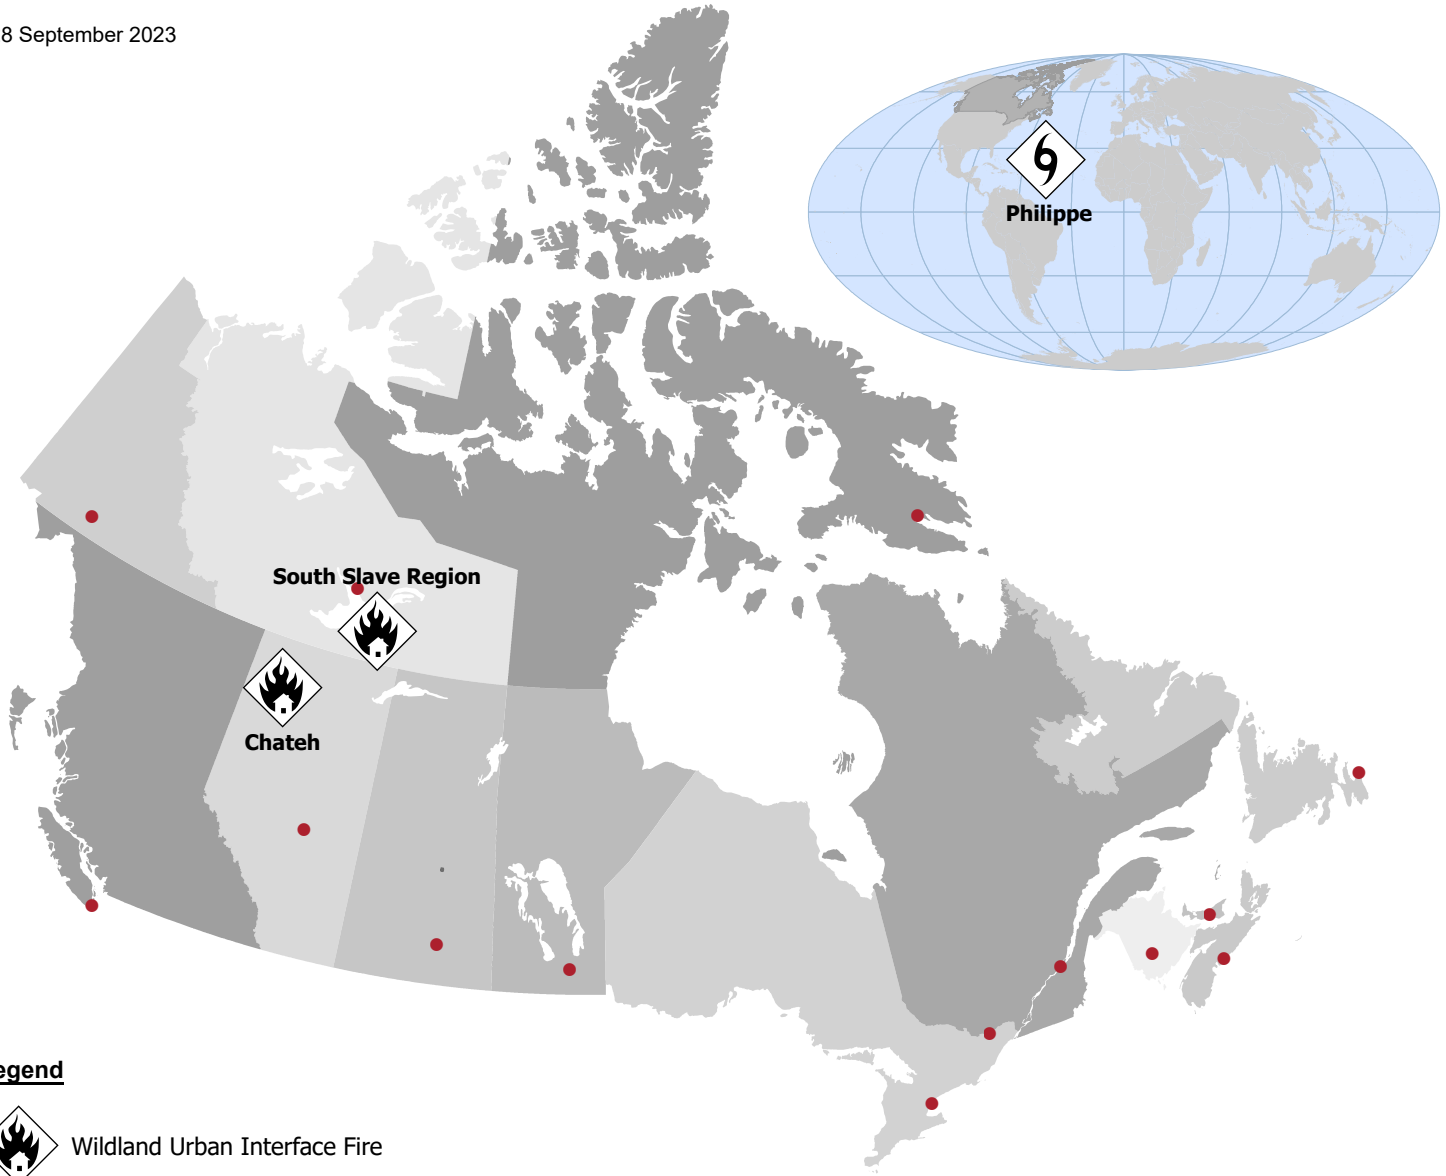 8 September 2023
Philippe
South Slave Region
Chateh
egend
Wildland Urban Interface Fire